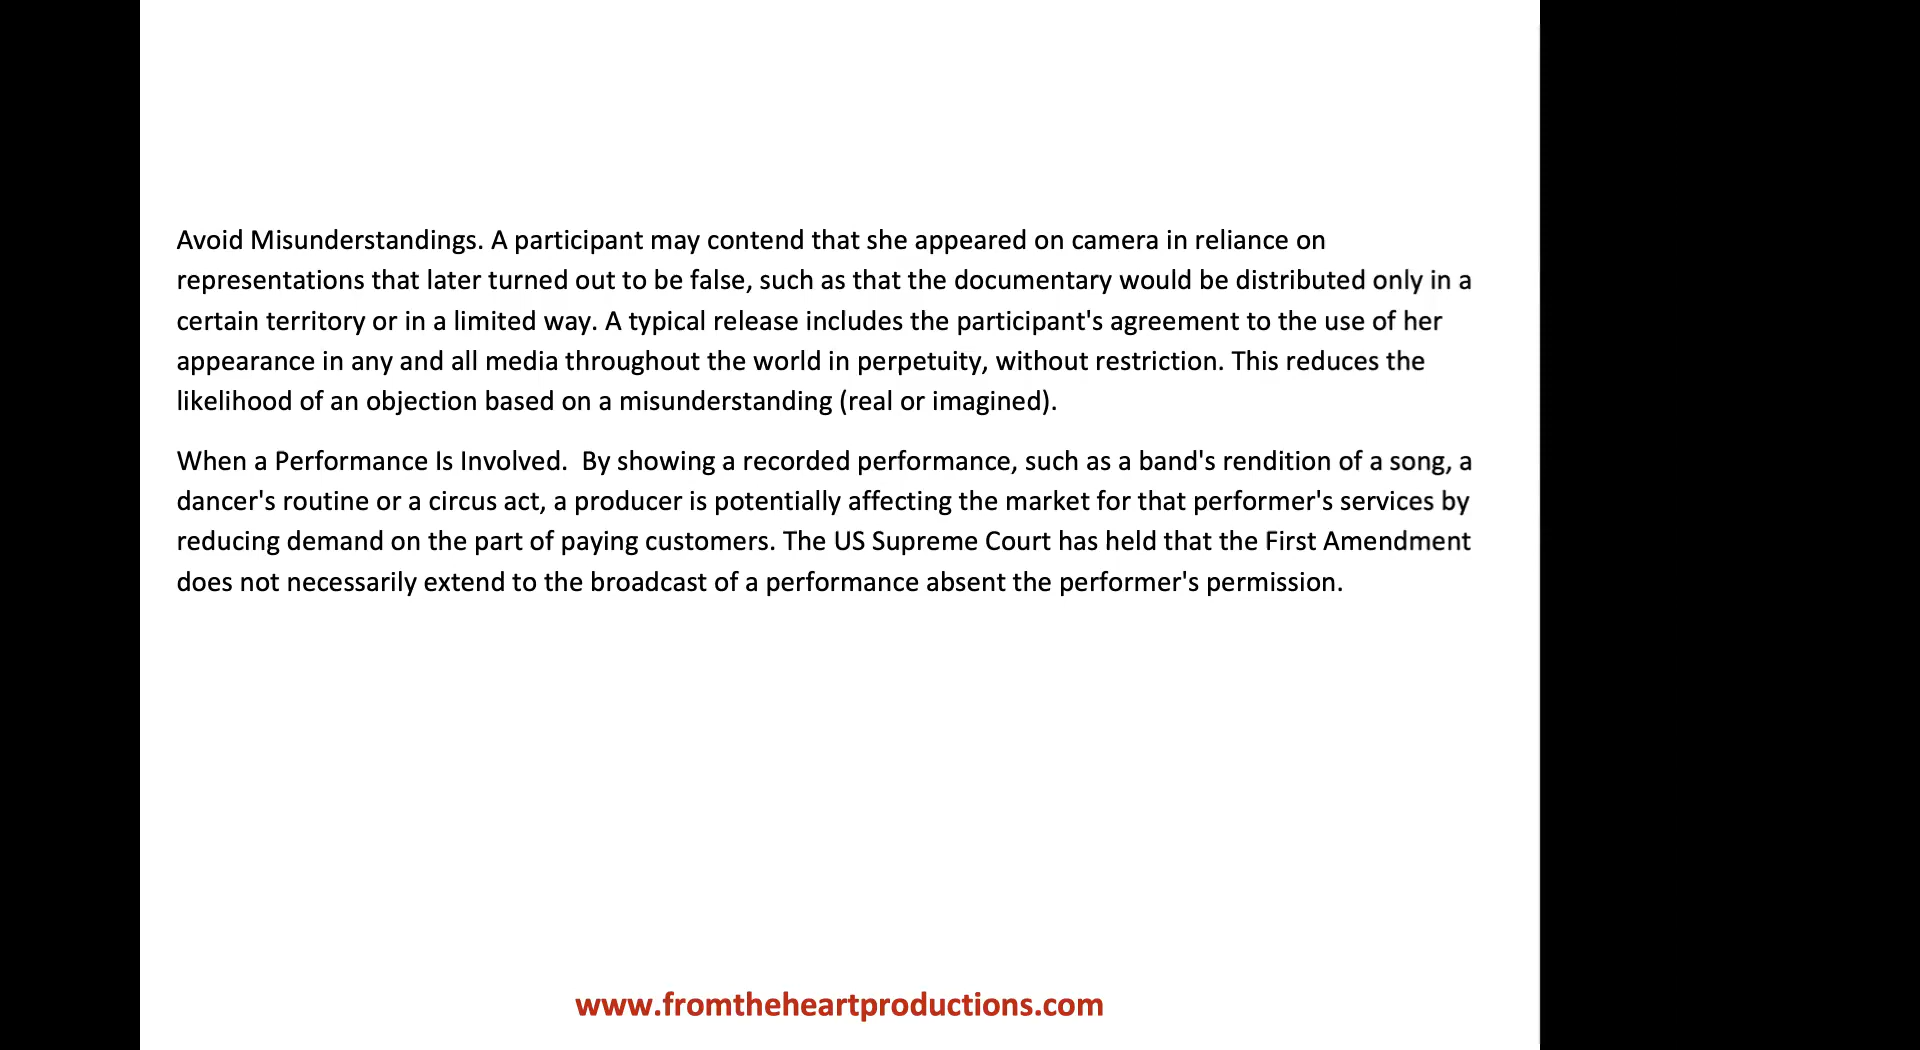 Avoid Misunderstandings. A participant may contend that she appeared on camera in reliance on
representations that later turned out to be false, such as that the documentary would be distributed only in a
certain territory or in a limited way. A typical release includes the participant's agreement to the use of her
appearance in any and all media throughout the world in perpetuity, without restriction. This reduces the
likelihood of an objection based on a misunderstanding (real or imagined).
When a Performance Is Involved.  By showing a recorded performance, such as a band's rendition of a song, a
dancer's routine or a circus act, a producer is potentially affecting the market for that performer's services by
reducing demand on the part of paying customers. The US Supreme Court has held that the First Amendment
does not necessarily extend to the broadcast of a performance absent the performer's permission.
www.fromtheheartproductions.com